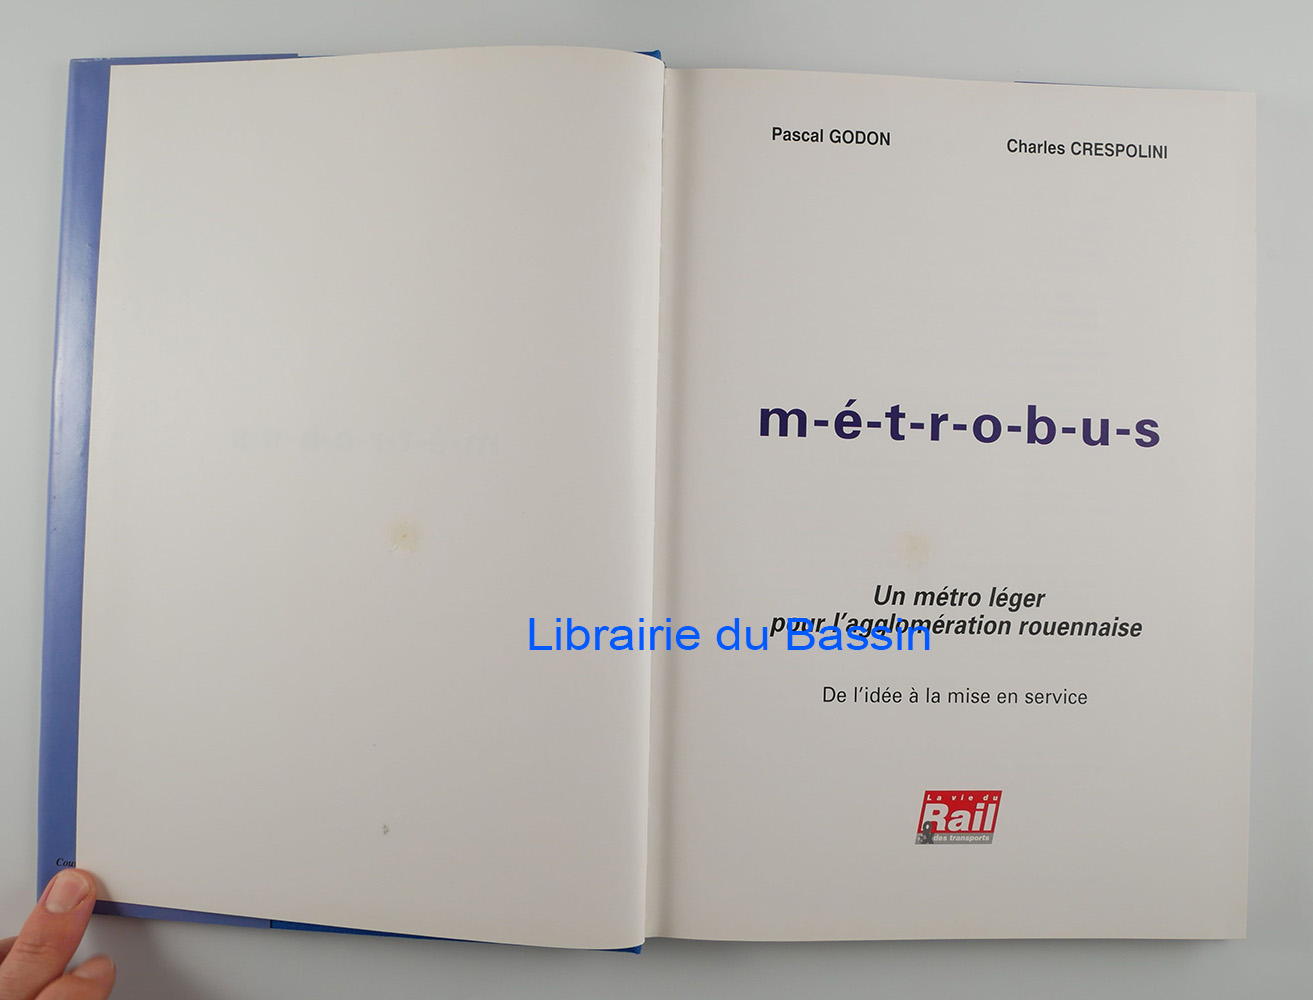 Pascal GODON
Charles CRESPOLINI
m-é-t-r-o-b-u-s
Un métro léger
pour l'agglomération rouennaise
Librairie du Bassin
De l'idée à la mise en service
La vie du
Rail
& des transports